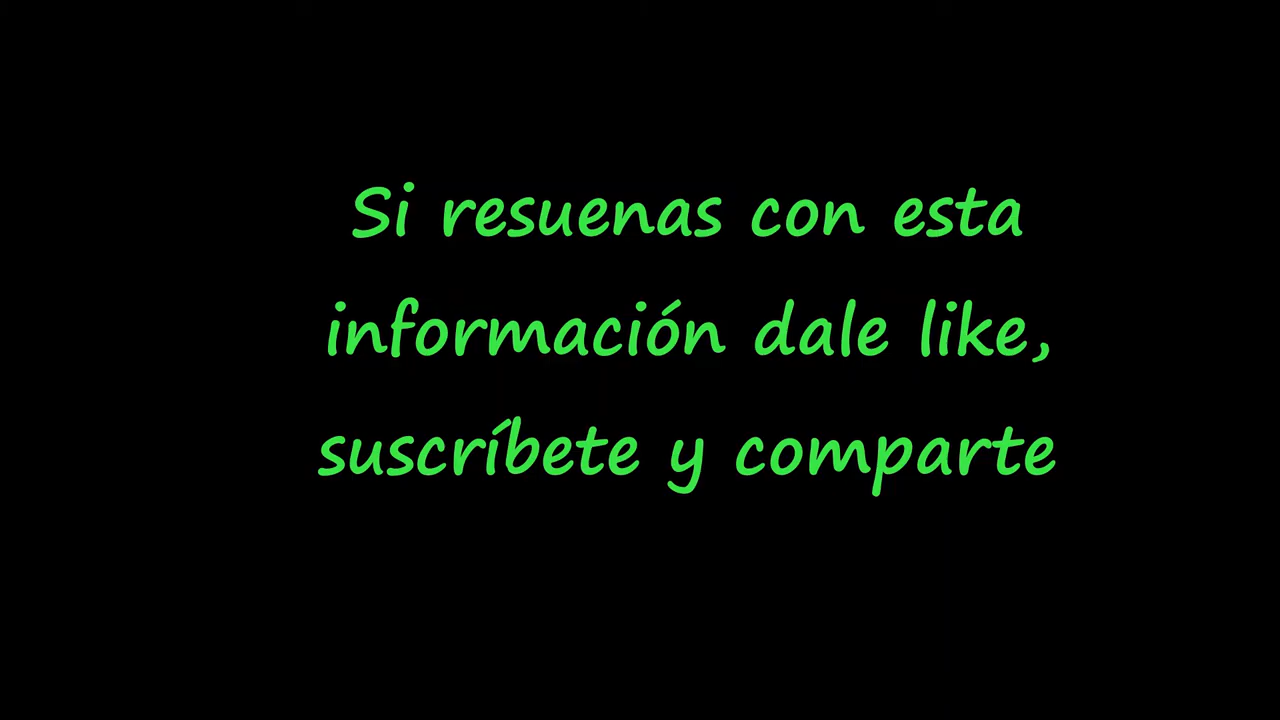 Si resuenas con esta
información dale like,
suscríbete y comparte